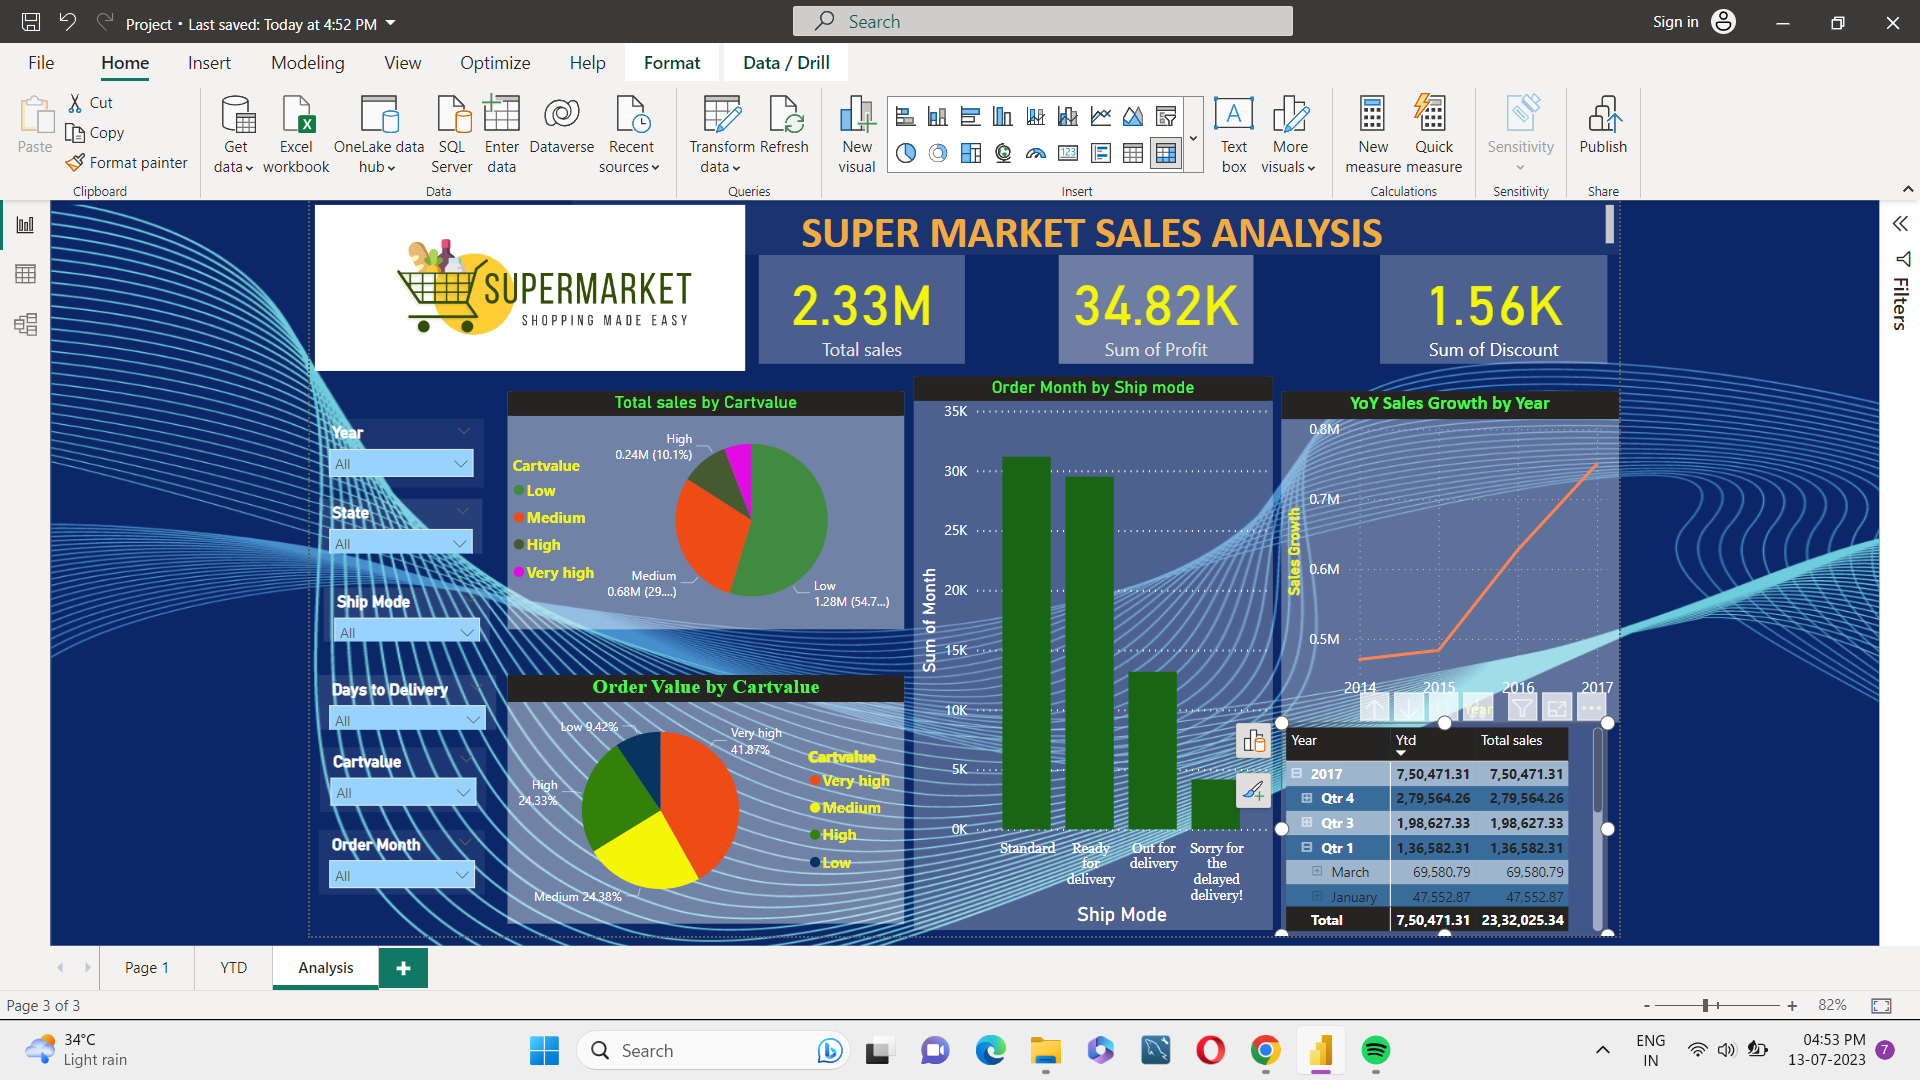 Project • Last saved: Today at 4:52 PM
Search
Sign in
File
Home
Insert
Modeling
View
Optimize
Help
Format
Data / Drill
Paste
Cut
Copy
Format painter
Clipboard
Get data
Excel workbook
OneLake data hub
SQL Server
Enter data
Dataverse
Recent sources
Data
Transform data
Refresh
Queries
New visual
Text box
More visuals
Insert
New measure
Quick measure
Calculations
Sensitivity
Sensitivity
Publish
Share
SUPERMARKET
SHOPPING MADE EASY
SUPER MARKET SALES ANALYSIS
2.33M
Total sales
34.82K
Sum of Profit
1.56K
Sum of Discount
Filters
Year
All
State
All
Ship Mode
All
Days to Delivery
All
Cartvalue
All
Order Month
All
Total sales by Cartvalue
Cartvalue
Low
Medium
High
Very high
High
0.24M (10.1%)
Medium
0.68M (29....)
Low
1.28M (54.7...)
Order Value by Cartvalue
Low 9.42%
Very high
41.87%
High
24.33%
Medium 24.38%
Cartvalue
Very high
Medium
High
Low
Order Month by Ship mode
Sum of Month
35K
30K
25K
20K
15K
10K
5K
0K
Standard
Ready for delivery
Out for delivery
Sorry for the delayed delivery!
Ship Mode
YoY Sales Growth by Year
Sales Growth
0.8M
0.7M
0.6M
0.5M
2014 2015 2016 2017
Year
Year Ytd Total sales
2017 7,50,471.31 7,50,471.31
Qtr 4 2,79,564.26 2,79,564.26
Qtr 3 1,98,627.33 1,98,627.33
Qtr 1 1,36,582.31 1,36,582.31
March 69,580.79 69,580.79
January 47,552.87 47,552.87
Total 7,50,471.31 23,32,025.34
Page 1
YTD
Analysis
Page 3 of 3
- + 82%
34°C
Light rain
Search
ENG
IN
04:53 PM
13-07-2023
7